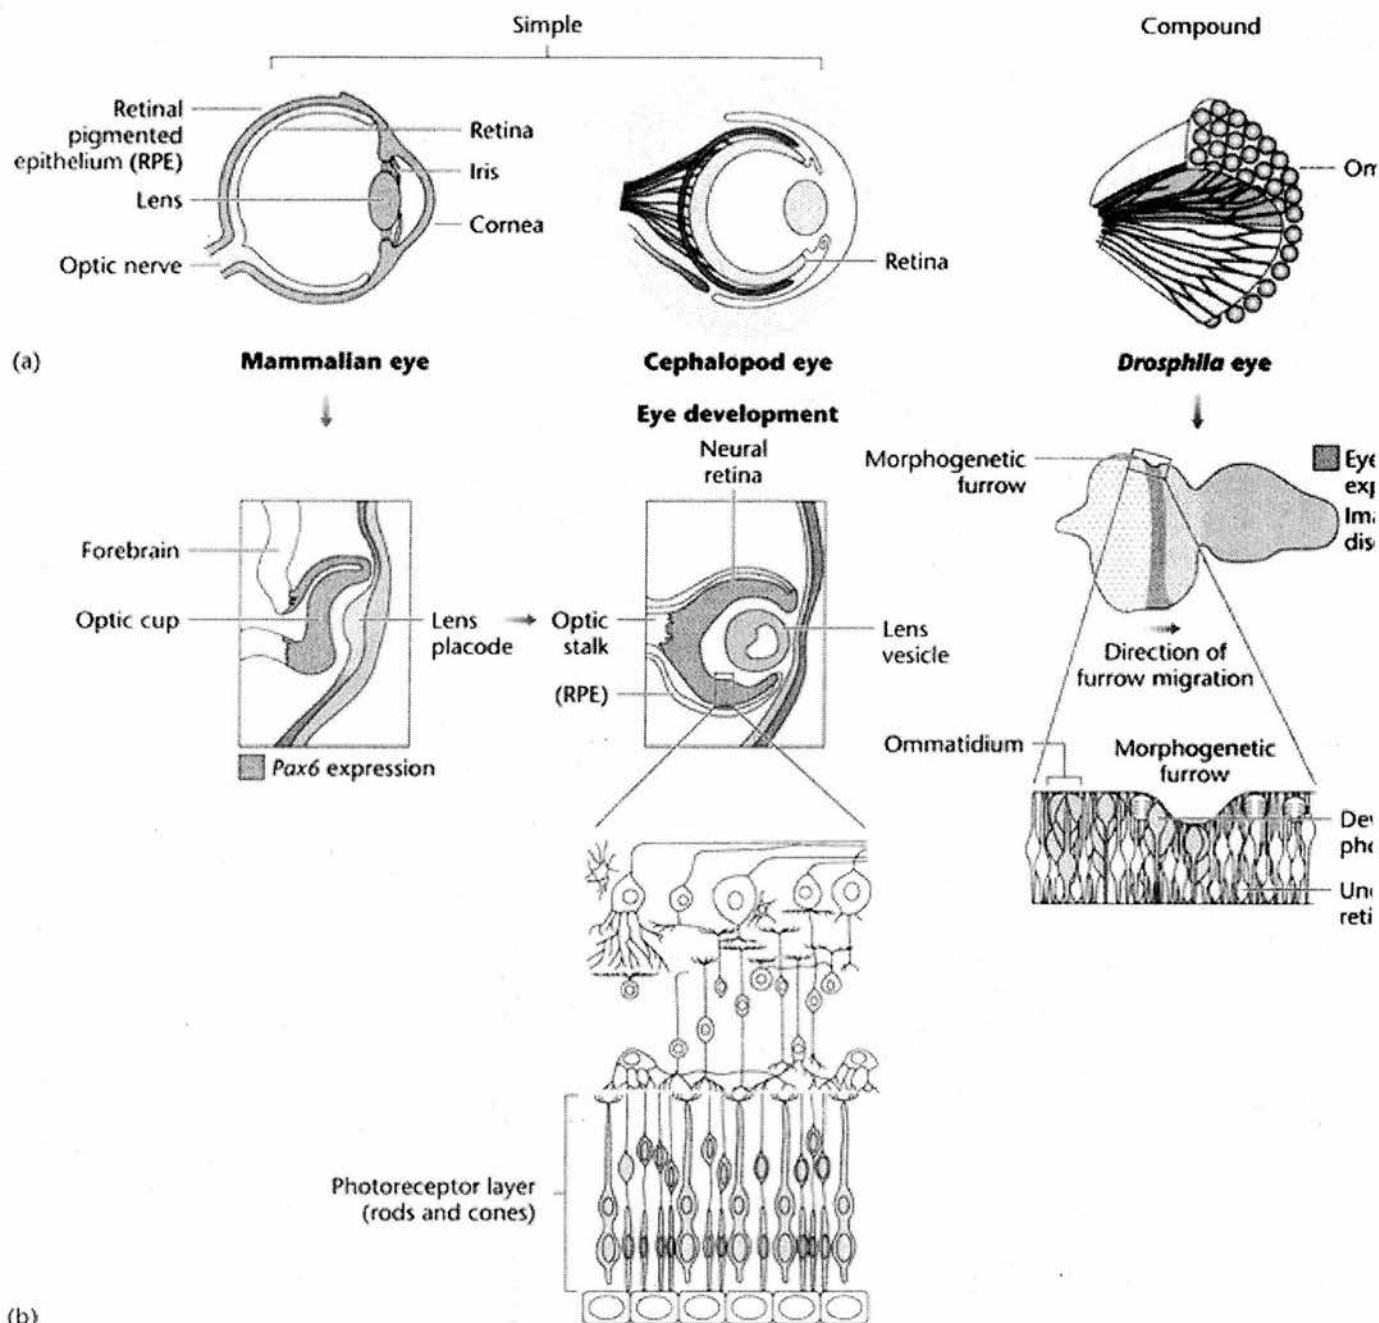 Simple
Compound
Retinal
pigmented
epithelium (RPE)
Lens
Optic nerve
Retina
Iris
Cornea
Retina
(a)
Mammalian eye
Cephalopod eye
Drosphila eye
Eye development
Neural
retina
Forebrain
Optic cup
Lens
placode
Optic
stalk
(RPE)
Lens
vesicle
Pax6 expression
Morphogenetic
furrow
Direction of
furrow migration
Ommatidium
Morphogenetic
furrow
Photoreceptor layer
(rods and cones)
(b)